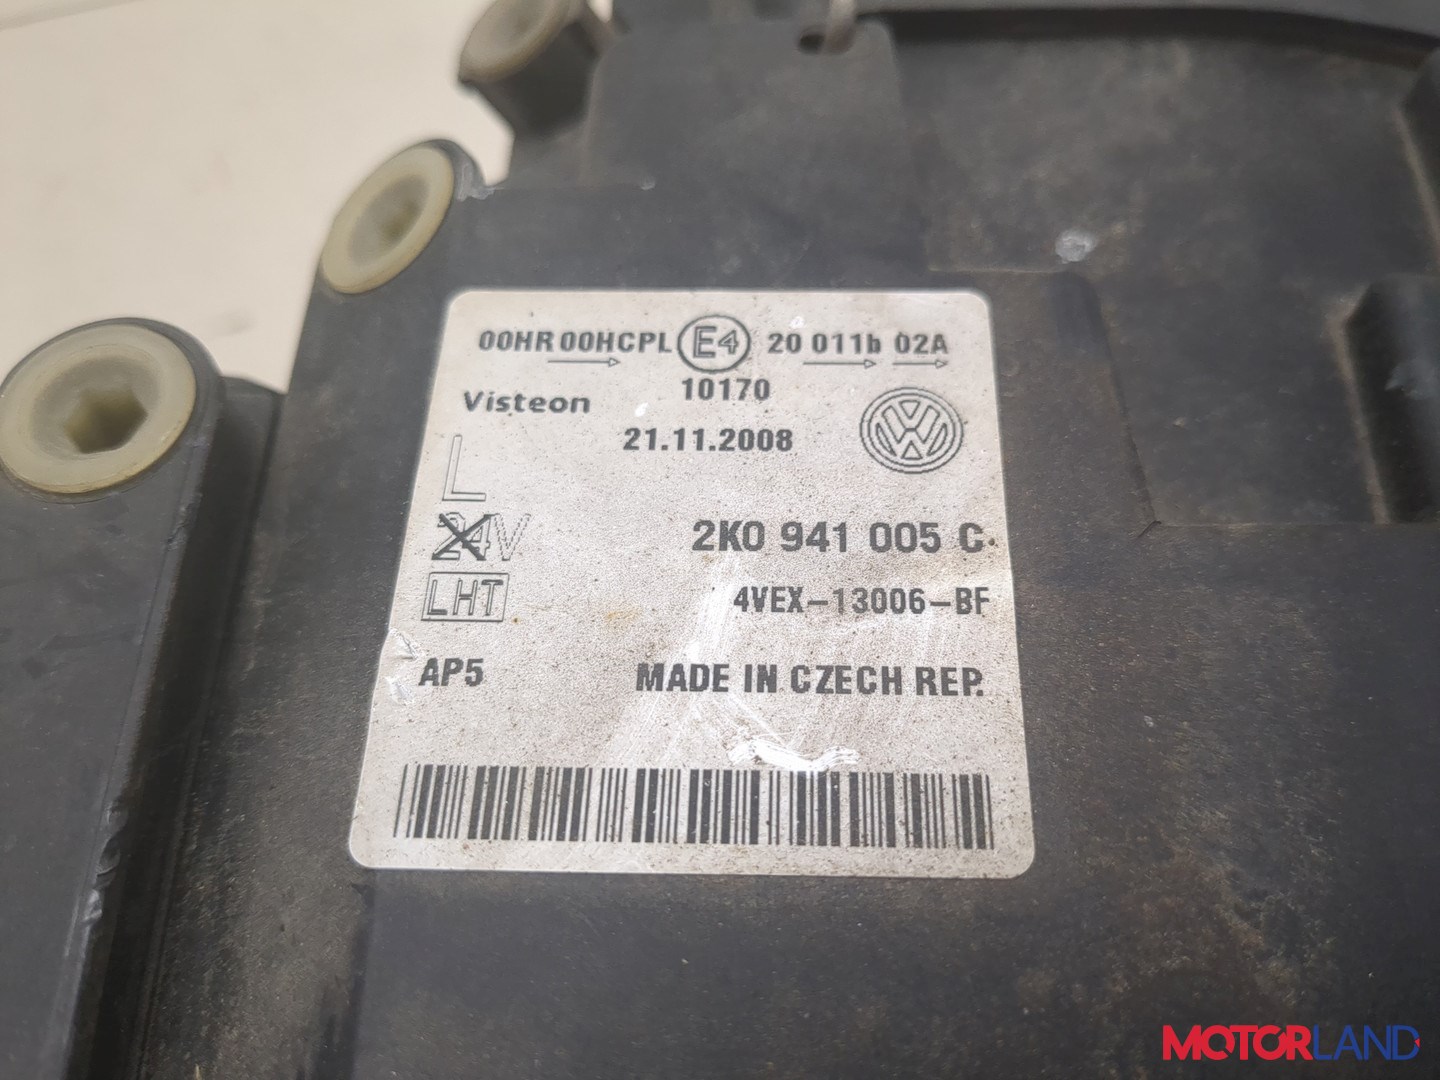 00HR 00HCPL E4 20 011b 02A
10170
Visteon
21.11.2008
L
24V
2K0 941 005 C
LHT
4VEX-13006-BF
AP5
MADE IN CZECH REP.
MOTORLAND